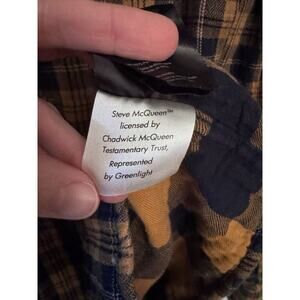 Steve McQueen™
licensed by
Chadwick McQueen
Testamentary Trust,
Represented
by Greenlight